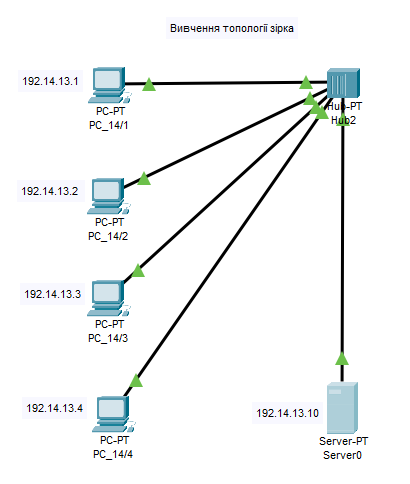 Вивчення топології зірка
192.14.13.1
PC-PT
PC_14/1
Hub-PT
Hub2
192.14.13.2
PC-PT
PC_14/2
192.14.13.3
PC-PT
PC_14/3
192.14.13.4
PC-PT
PC_14/4
192.14.13.10
Server-PT
Server0